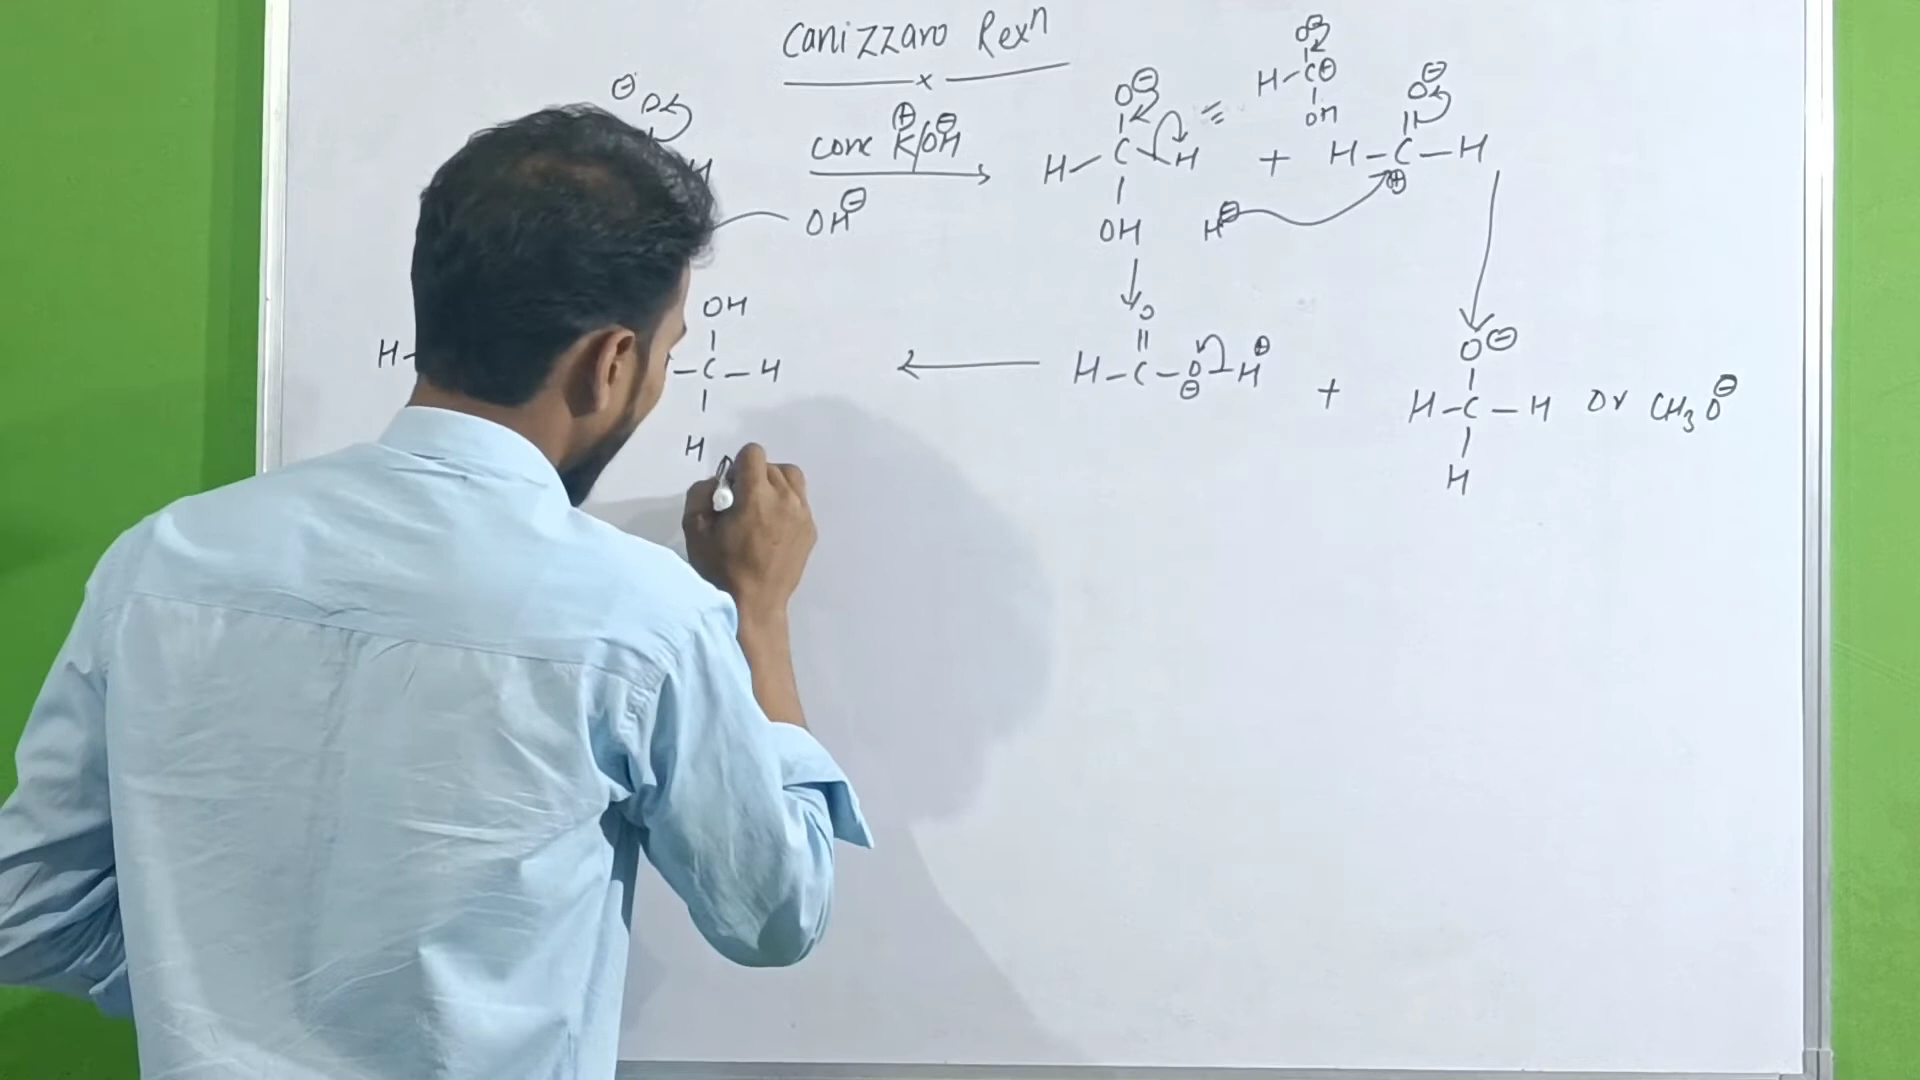 Canizzaro Rexⁿ
x
⊖ O
H
OH⊖
conc K⊕/OH⊖
O⊖
H-C-H
OH
H⊖
O⊖
H-C⊕
OH
+
O⊖
H-C-H
⊕
H-
OH
-C-H
H
O
H-C-O-H⊕
⊖
+
O⊖
H-C-H or CH3O⊖
H